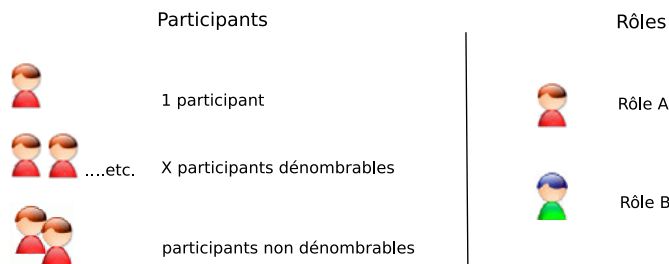 Participants
Rôles
1 participant
Rôle A
....etc.
X participants dénombrables
Rôle B
participants non dénombrables